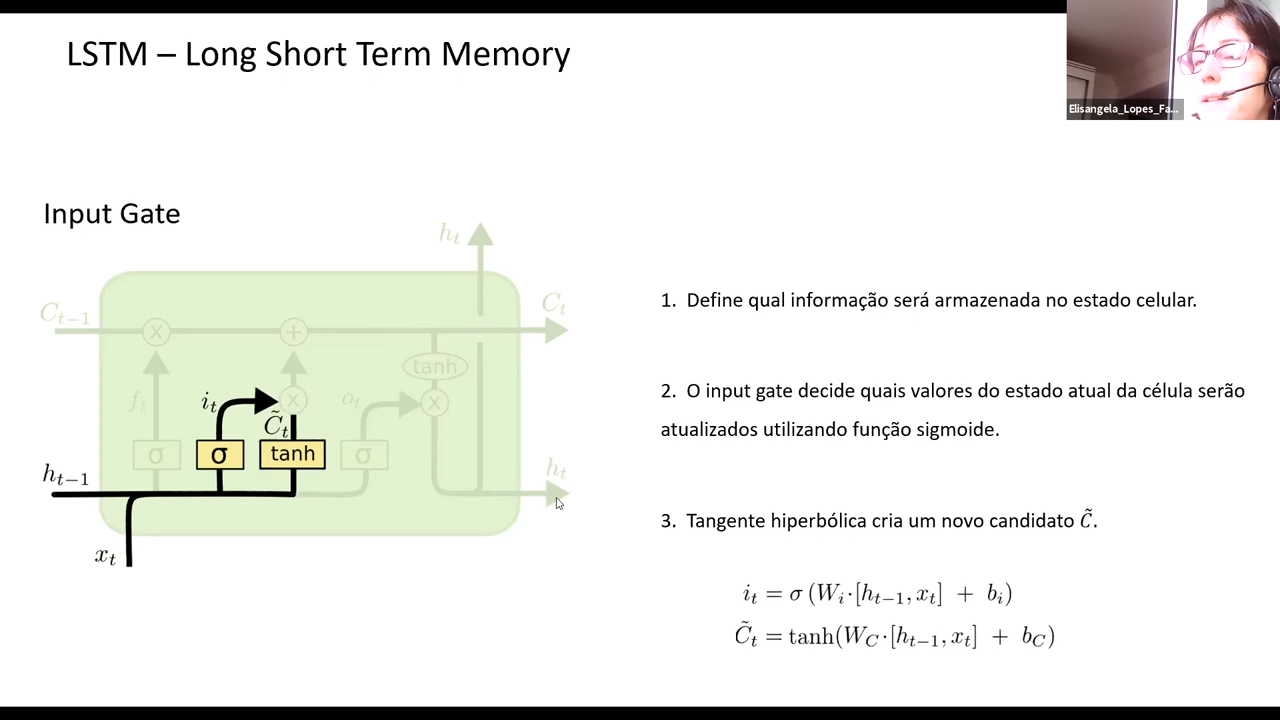 LSTM – Long Short Term Memory
Elisangela_Lopes_Fa...
Input Gate
h_t
C_{t-1}
C_t
x
+
tanh
f_t
i_t
x
o_t
x
C̃_t
σ
σ
tanh
σ
h_{t-1}
h_t
x_t
1. Define qual informação será armazenada no estado celular.
2. O input gate decide quais valores do estado atual da célula serão
atualizados utilizando função sigmoide.
3. Tangente hiperbólica cria um novo candidato C̃.
i_t = σ (W_i·[h_{t-1}, x_t] + b_i)
C̃_t = tanh(W_C·[h_{t-1}, x_t] + b_C)